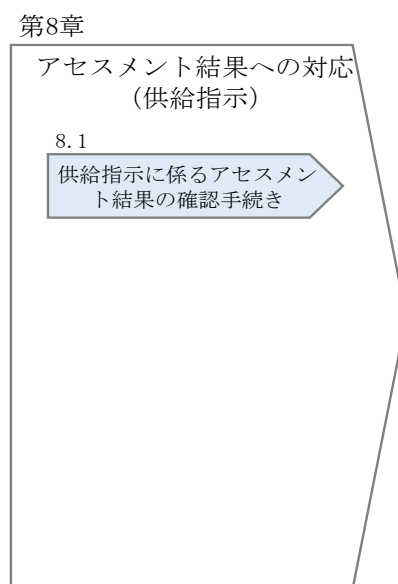 第8章
アセスメント結果への対応
（供給指示）
8.1
供給指示に係るアセスメン
ト結果の確認手続き